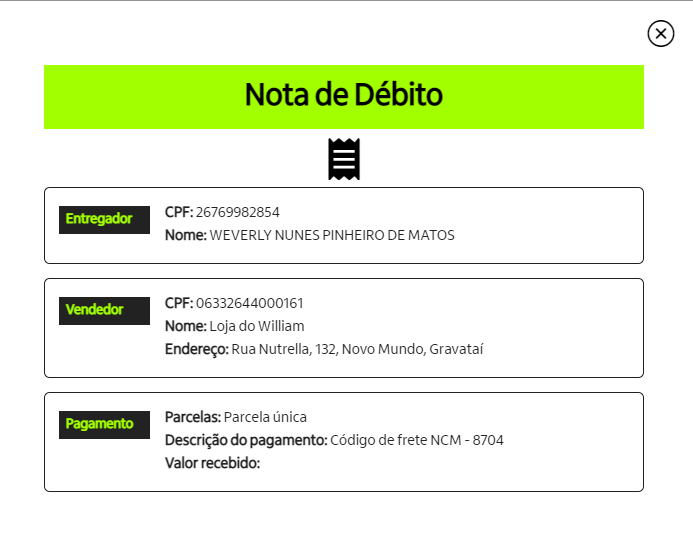 Nota de Débito
Entregador
CPF: 26769982854
Nome: WEVERLY NUNES PINHEIRO DE MATOS
Vendedor
CPF: 06332644000161
Nome: Loja do William
Endereço: Rua Nutrella, 132, Novo Mundo, Gravataí
Pagamento
Parcelas: Parcela única
Descrição do pagamento: Código de frete NCM - 8704
Valor recebido: